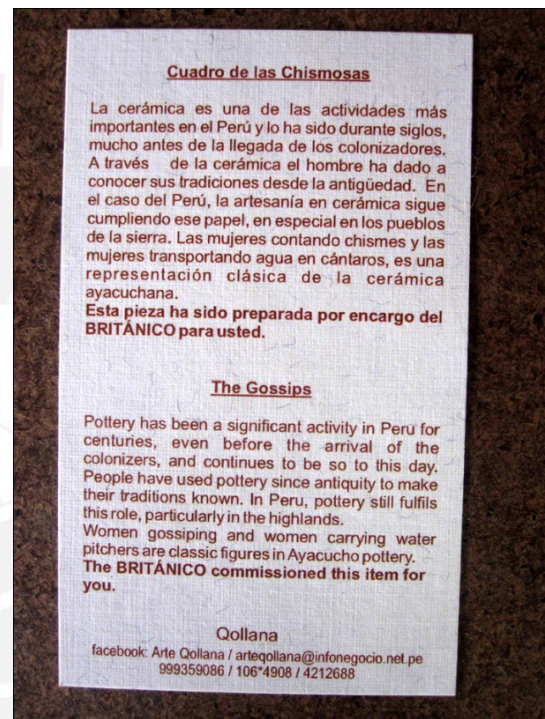 Cuadro de las Chismosas
La cerámica es una de las actividades más
importantes en el Perú y lo ha sido durante siglos,
mucho antes de la llegada de los colonizadores.
A través de la cerámica el hombre ha dado a
conocer sus tradiciones desde la antigüedad. En
el caso del Perú, la artesanía en cerámica sigue
cumpliendo ese papel, en especial en los pueblos
de la sierra. Las mujeres contando chismes y las
mujeres transportando agua en cántaros, es una
representación clásica de la cerámica
ayacuchana.
Esta pieza ha sido preparada por encargo del
BRITÁNICO para usted.
The Gossips
Pottery has been a significant activity in Peru for
centuries, even before the arrival of the
colonizers, and continues to be so to this day.
People have used pottery since antiquity to make
their traditions known. In Peru, pottery still fulfils
this role, particularly in the highlands.
Women gossiping and women carrying water
pitchers are classic figures in Ayacucho pottery.
The BRITÁNICO commissioned this item for
you.
Qollana
facebook: Arte Qollana / arteqollana@infonegocio.net.pe
999359086 / 106*4908 / 4212688